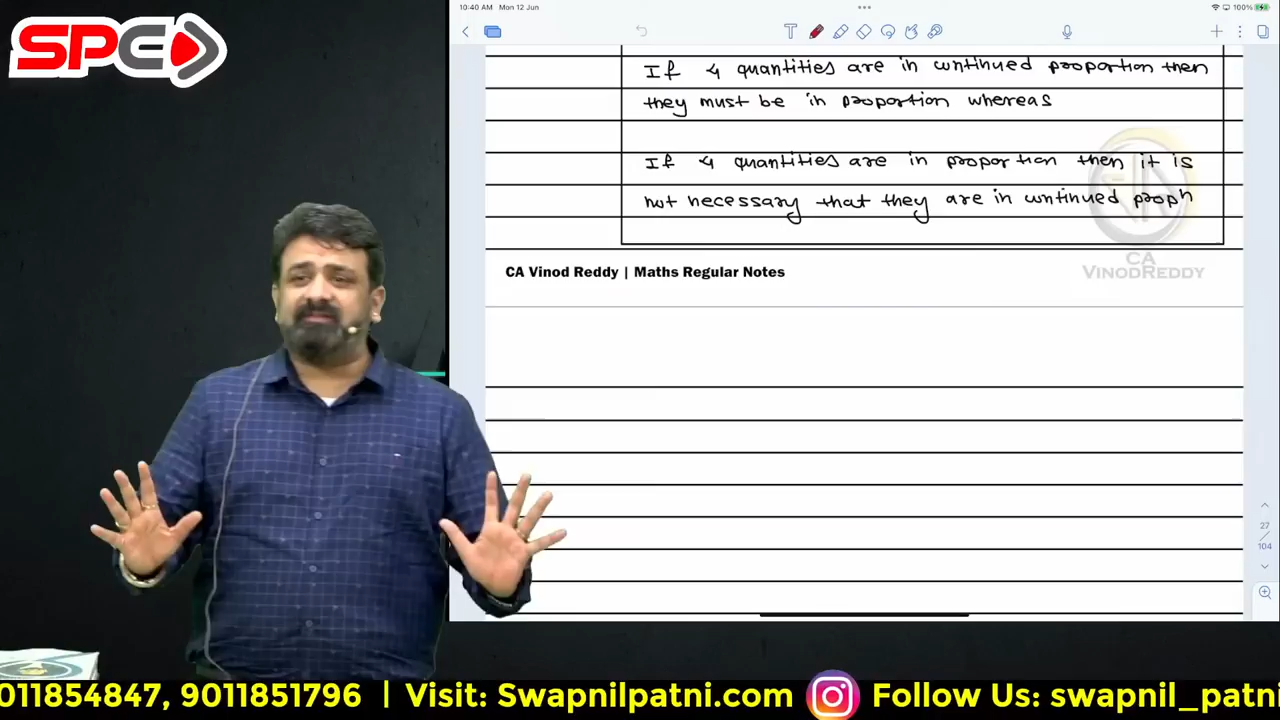 SPC
10:40 AM Mon 12 Jun
100%
If 4 quantities are in continued proportion then
they must be in proportion whereas
If 4 quantities are in proportion then it is
not necessary that they are in continued propn
CA Vinod Reddy | Maths Regular Notes
CA
VINODREDDY
27
104
011854847, 9011851796 | Visit: Swapnilpatni.com Follow Us: swapnil_patni